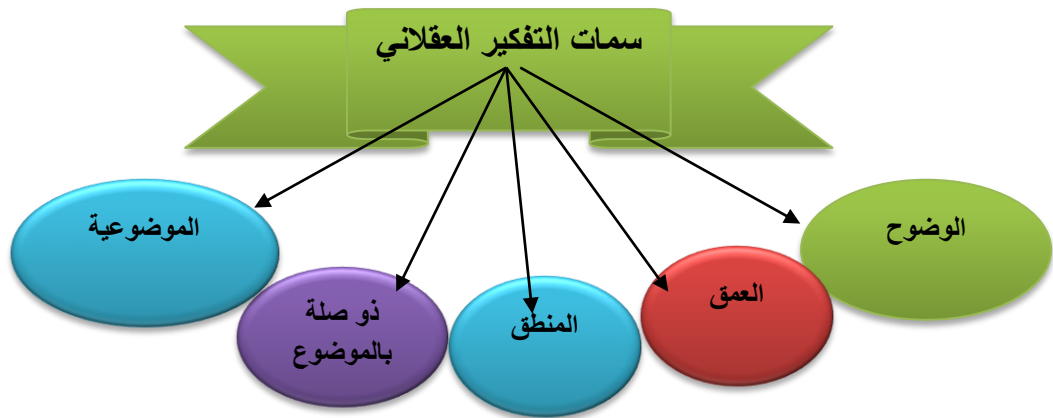 سمات التفكير العقلاني
الوضوح
العمق
المنطق
ذو صلة
بالموضوع
الموضوعية